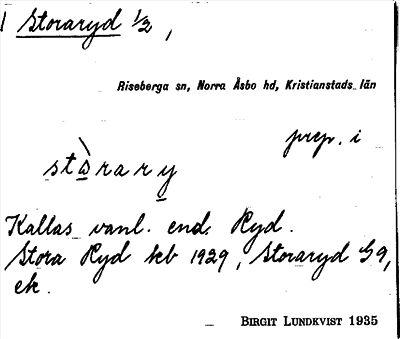 1 Storaryd 1/2,
Riseberga sn, Norra Åsbo hd, Kristianstads län
prep. i
stòrary
Kallas vanl. end. Ryd.
Stora Ryd kb 1929, Storaryd G9,
ek.
BIRGIT LUNDKVIST 1935